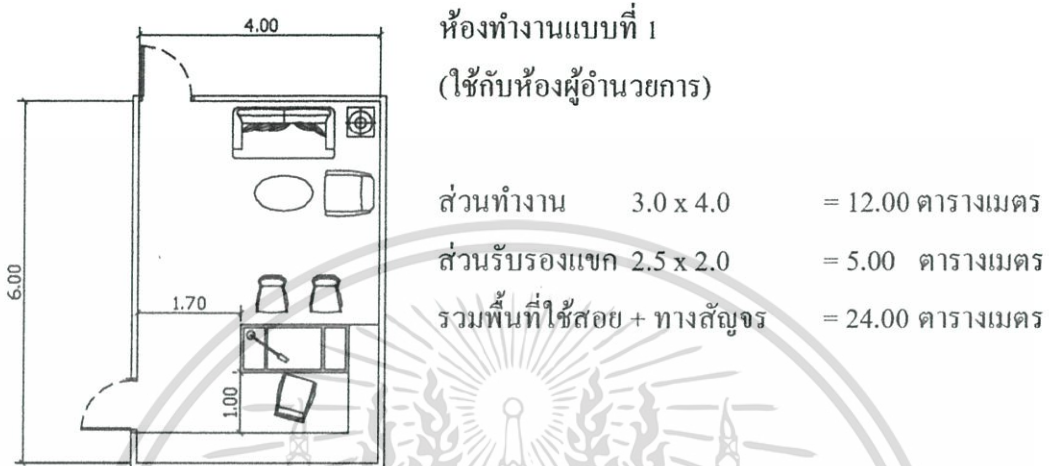 4.00
ห้องทำงานแบบที่ 1
(ใช้กับห้องผู้อำนวยการ)
ส่วนทำงาน 3.0 x 4.0 = 12.00 ตารางเมตร
ส่วนรับรองแขก 2.5 x 2.0 = 5.00 ตารางเมตร
รวมพื้นที่ใช้สอย + ทางสัญจร = 24.00 ตารางเมตร
6.00
1.70
1.00